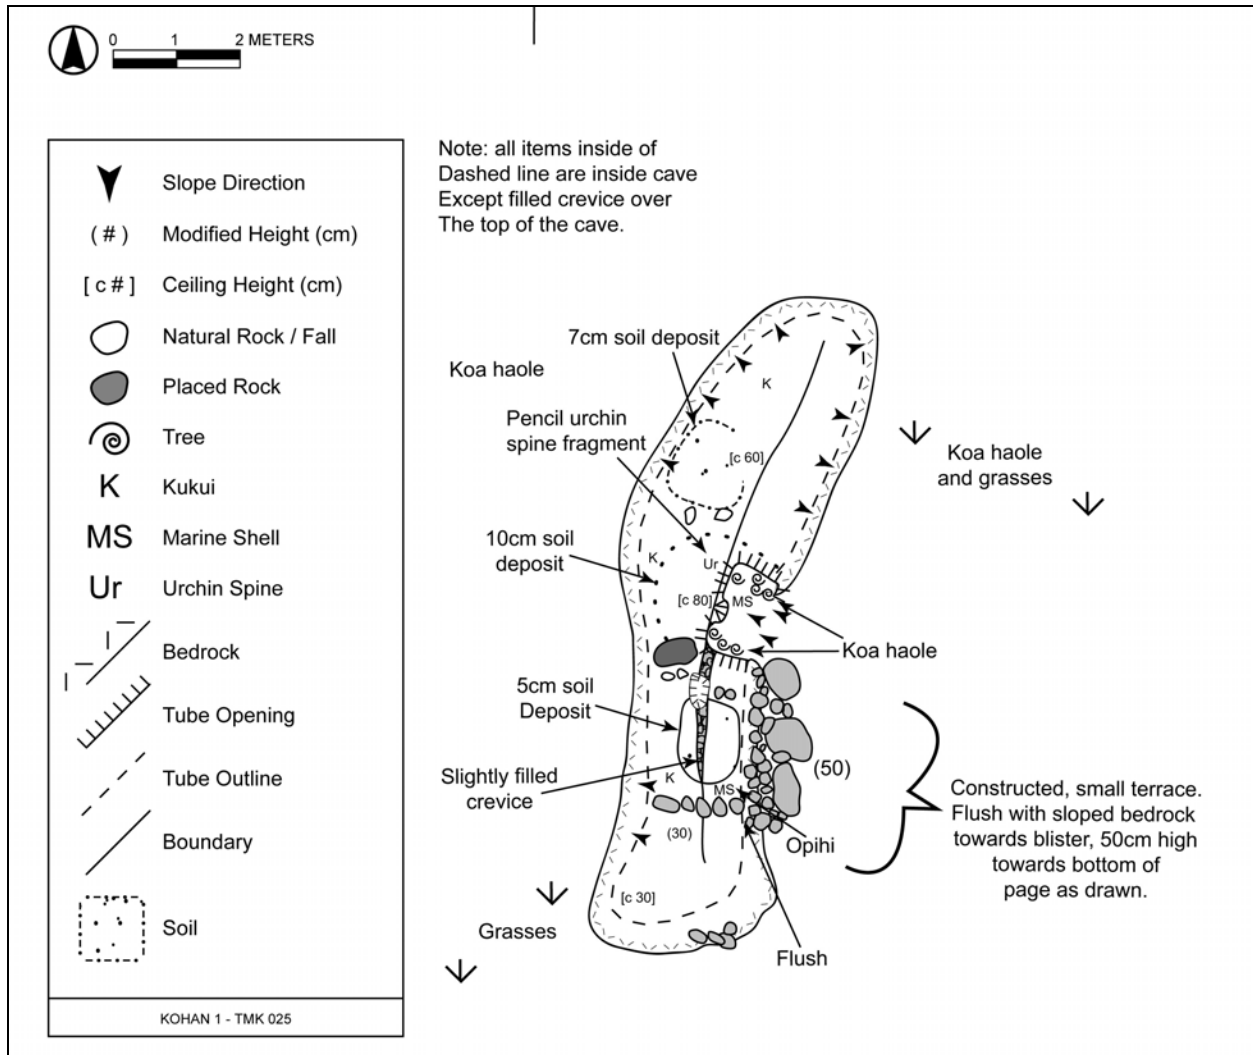 0 1 2 METERS
Slope Direction
(#) Modified Height (cm)
[c#] Ceiling Height (cm)
Natural Rock / Fall
Placed Rock
Tree
K Kukui
MS Marine Shell
Ur Urchin Spine
Bedrock
Tube Opening
Tube Outline
Boundary
Soil
KOHAN 1 - TMK 025
Note: all items inside of
Dashed line are inside cave
Except filled crevice over
The top of the cave.
7cm soil deposit
Koa haole
K
Pencil urchin
spine fragment
[c 60]
Koa haole
and grasses
10cm soil
deposit
K
Ur
[c 80]
MS
Koa haole
5cm soil
Deposit
Slightly filled
crevice
K
MS
(50)
(30)
Opihi
Constructed, small terrace.
Flush with sloped bedrock
towards blister, 50cm high
towards bottom of
page as drawn.
[c 30]
Grasses
Flush